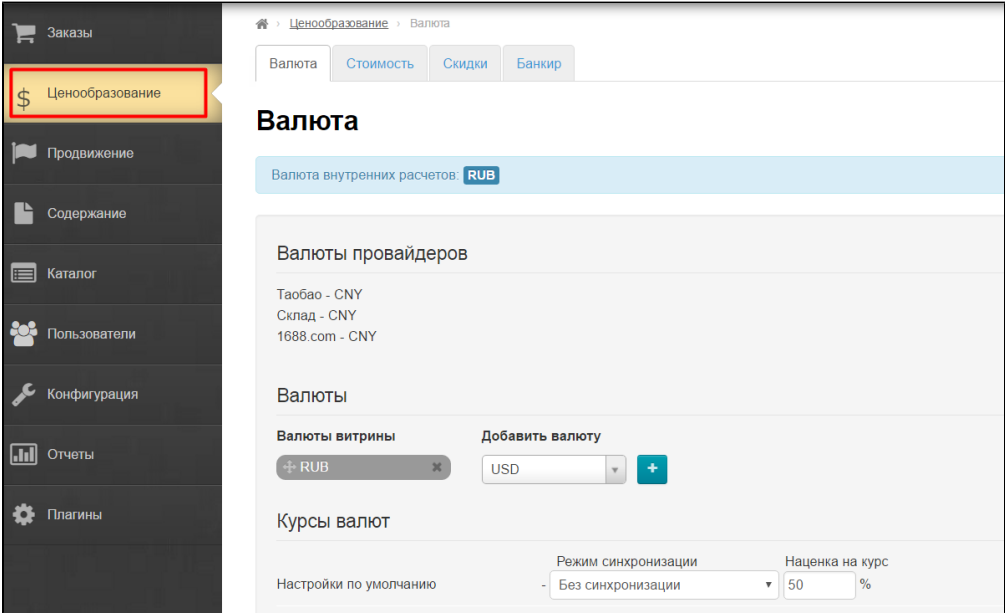 Заказы
Ценообразование
Продвижение
Содержание
Каталог
Пользователи
Конфигурация
Отчеты
Плагины
Ценообразование > Валюта
Валюта Стоимость Скидки Банкир
Валюта
Валюта внутренних расчетов: RUB
Валюты провайдеров
Таобао - CNY
Склад - CNY
1688.com - CNY
Валюты
Валюты витрины Добавить валюту
RUB USD +
Курсы валют
Режим синхронизации Наценка на курс
Настройки по умолчанию - Без синхронизации 50 %